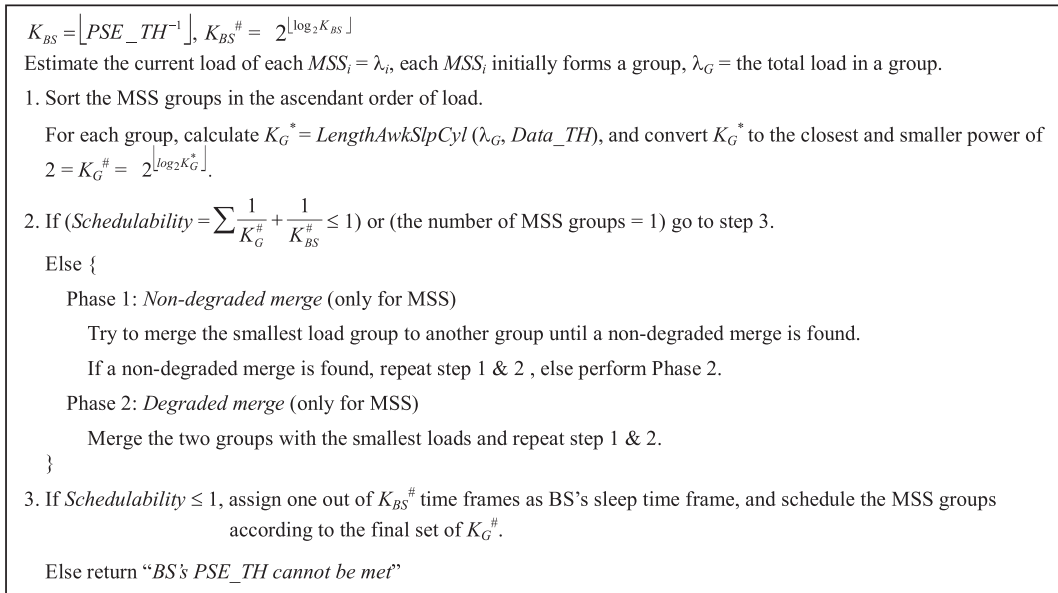 K_BS = ⌊PSE_TH⁻¹⌋, K_BS^# = 2^⌊log₂K_BS⌋
Estimate the current load of each MSS_i = λ_i, each MSS_i initially forms a group, λ_G = the total load in a group.
1. Sort the MSS groups in the ascendant order of load.
For each group, calculate K_G^* = LengthAwkSlpCyl (λ_G, Data_TH), and convert K_G^* to the closest and smaller power of
2 = K_G^# = 2^⌊log₂K_G^*⌋.
2. If (Schedulability = ∑ 1/K_G^# + 1/K_BS^# ≤ 1) or (the number of MSS groups = 1) go to step 3.
Else {
Phase 1: Non-degraded merge (only for MSS)
Try to merge the smallest load group to another group until a non-degraded merge is found.
If a non-degraded merge is found, repeat step 1 & 2 , else perform Phase 2.
Phase 2: Degraded merge (only for MSS)
Merge the two groups with the smallest loads and repeat step 1 & 2.
}
3. If Schedulability ≤ 1, assign one out of K_BS^# time frames as BS's sleep time frame, and schedule the MSS groups
according to the final set of K_G^#.
Else return “BS's PSE_TH cannot be met”